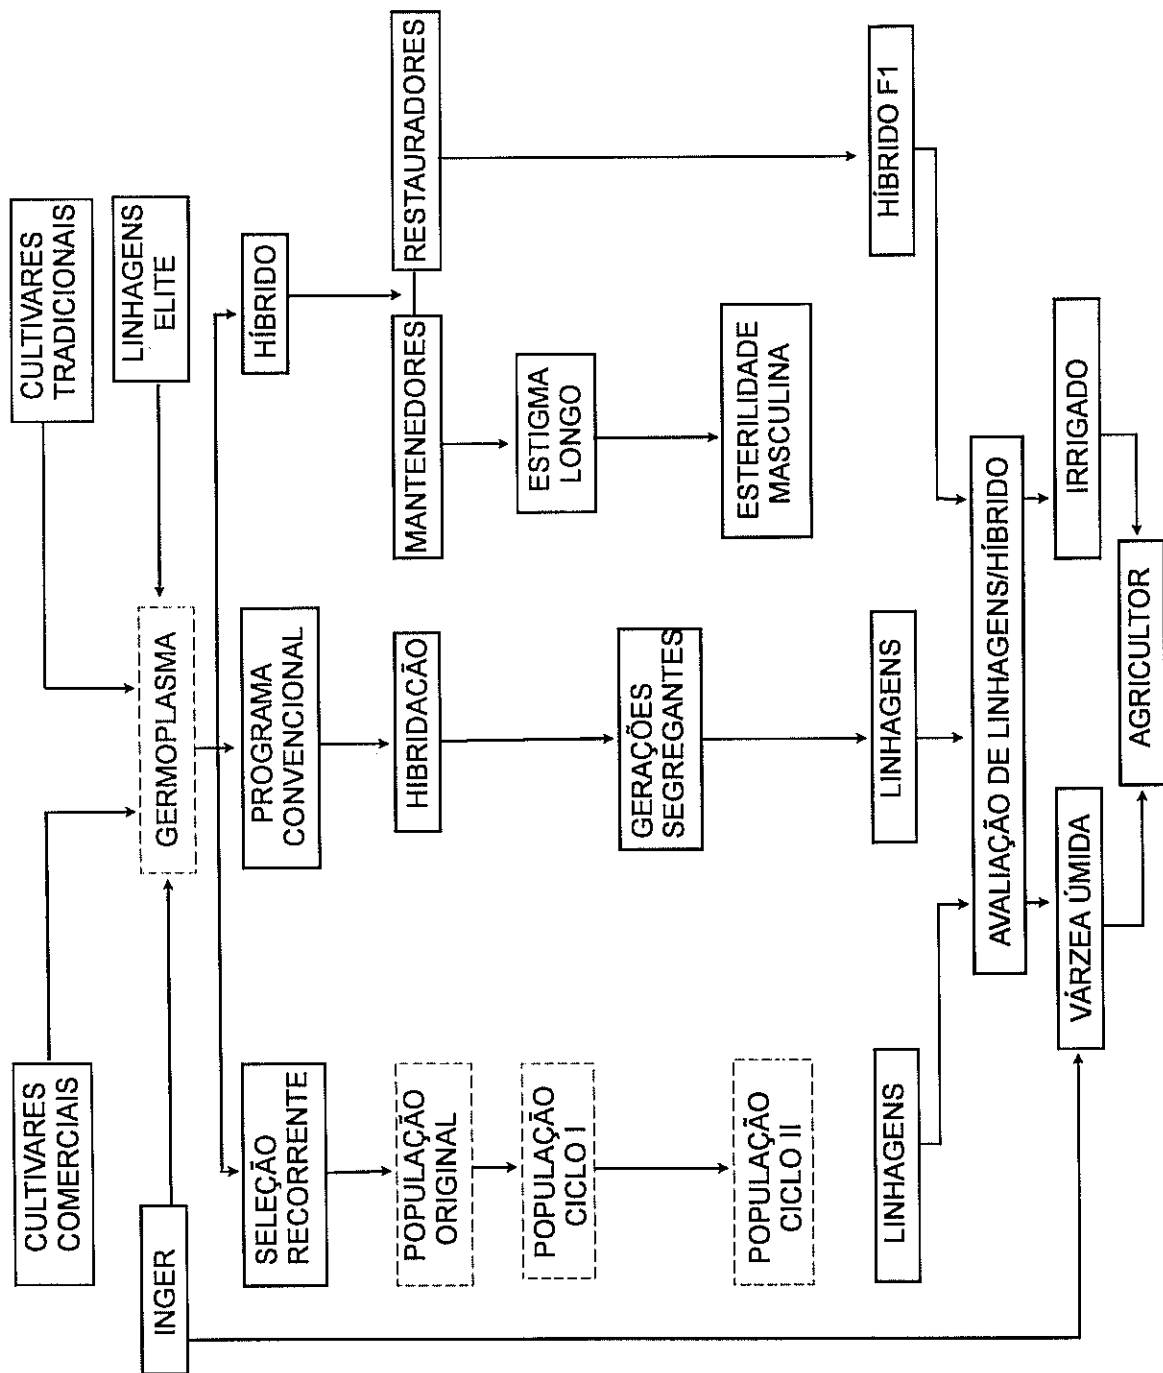 CULTIVARES
COMERCIAIS
CULTIVARES
TRADICIONAIS
INGER
GERMOPLASMA
LINHAGENS
ELITE
SELEÇÃO
RECORRENTE
PROGRAMA
CONVENCIONAL
HÍBRIDO
POPULAÇÃO
ORIGINAL
HIBRIDACÃO
MANTENEDORES
RESTAURADORES
POPULAÇÃO
CICLO I
ESTIGMA
LONGO
GERAÇÕES
SEGREGANTES
POPULAÇÃO
CICLO II
ESTERILIDADE
MASCULINA
LINHAGENS
LINHAGENS
HÍBRIDO F1
AVALIAÇÃO DE LINHAGENS/HÍBRIDO
VÁRZEA ÚMIDA
IRRIGADO
AGRICULTOR